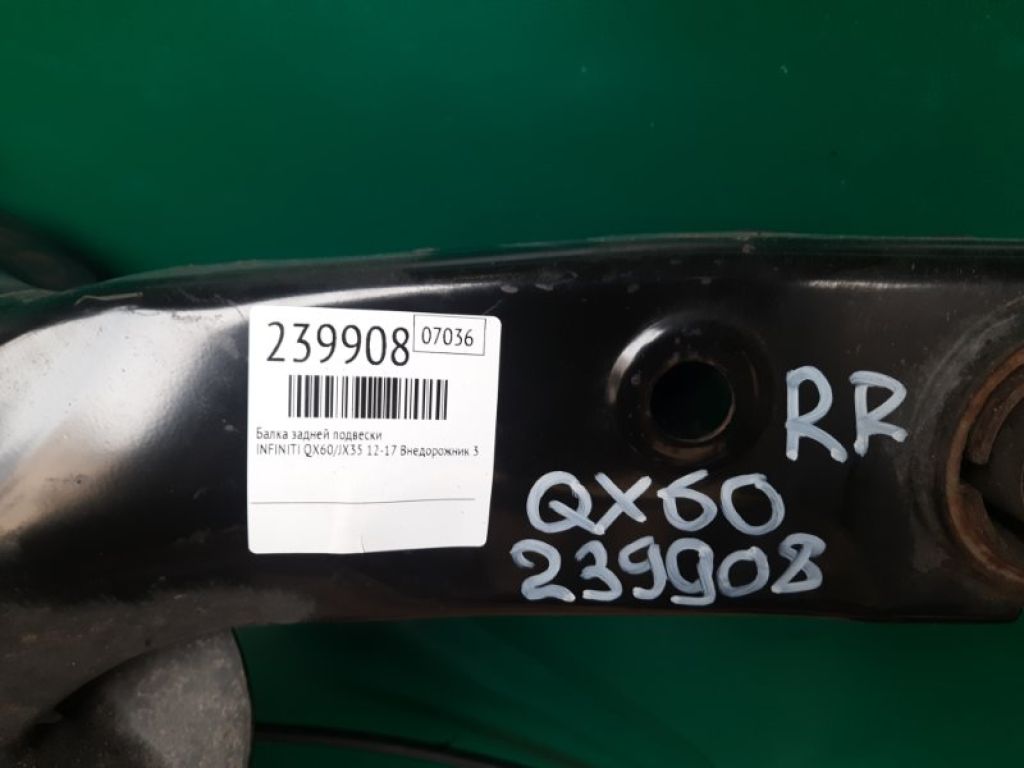 239908 07036
Балка задней подвески
INFINITI QX60/JX35 12-17 Внедорожник 3
RR
QX60
239908